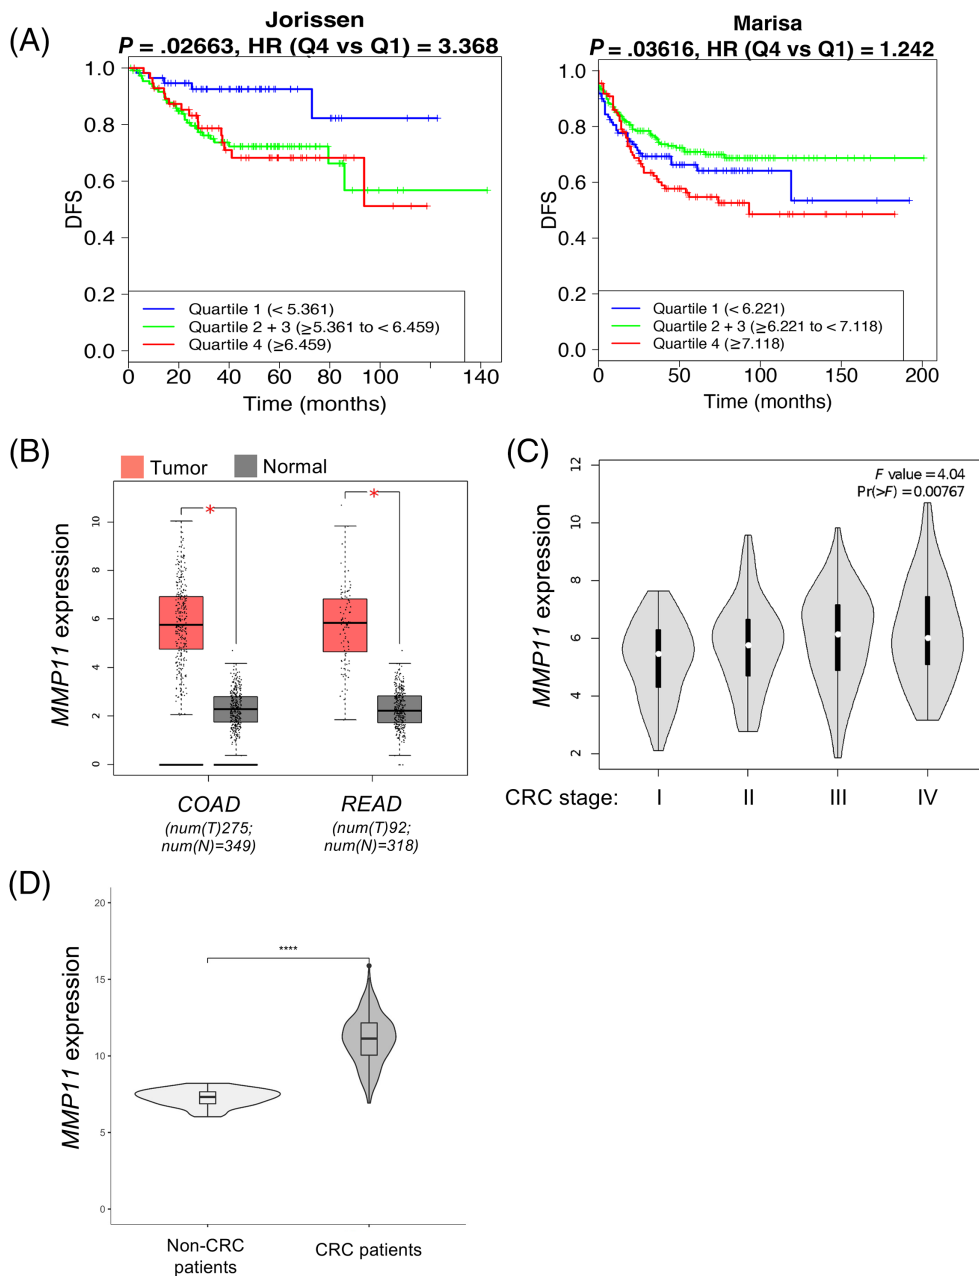 (A)
Jorissen
P = .02663, HR (Q4 vs Q1) = 3.368
1.0
0.8
0.6
0.4
0.2
0.0
DFS
Quartile 1 (< 5.361)
Quartile 2 + 3 (≥5.361 to < 6.459)
Quartile 4 (≥6.459)
0 20 40 60 80 100 140
Time (months)
Marisa
P = .03616, HR (Q4 vs Q1) = 1.242
1.0
0.8
0.6
0.4
0.2
0.0
DFS
Quartile 1 (< 6.221)
Quartile 2 + 3 (≥6.221 to < 7.118)
Quartile 4 (≥7.118)
0 50 100 150 200
Time (months)
(B)
Tumor Normal
MMP11 expression
10
8
6
4
2
0
* *
COAD
(num(T)275;
num(N)=349)
READ
(num(T)92;
num(N)=318)
(C)
F value = 4.04
Pr(>F) = 0.00767
MMP11 expression
12
10
8
6
4
2
CRC stage: I II III IV
(D)
MMP11 expression
20
15
10
5
0
****
Non-CRC
patients
CRC patients